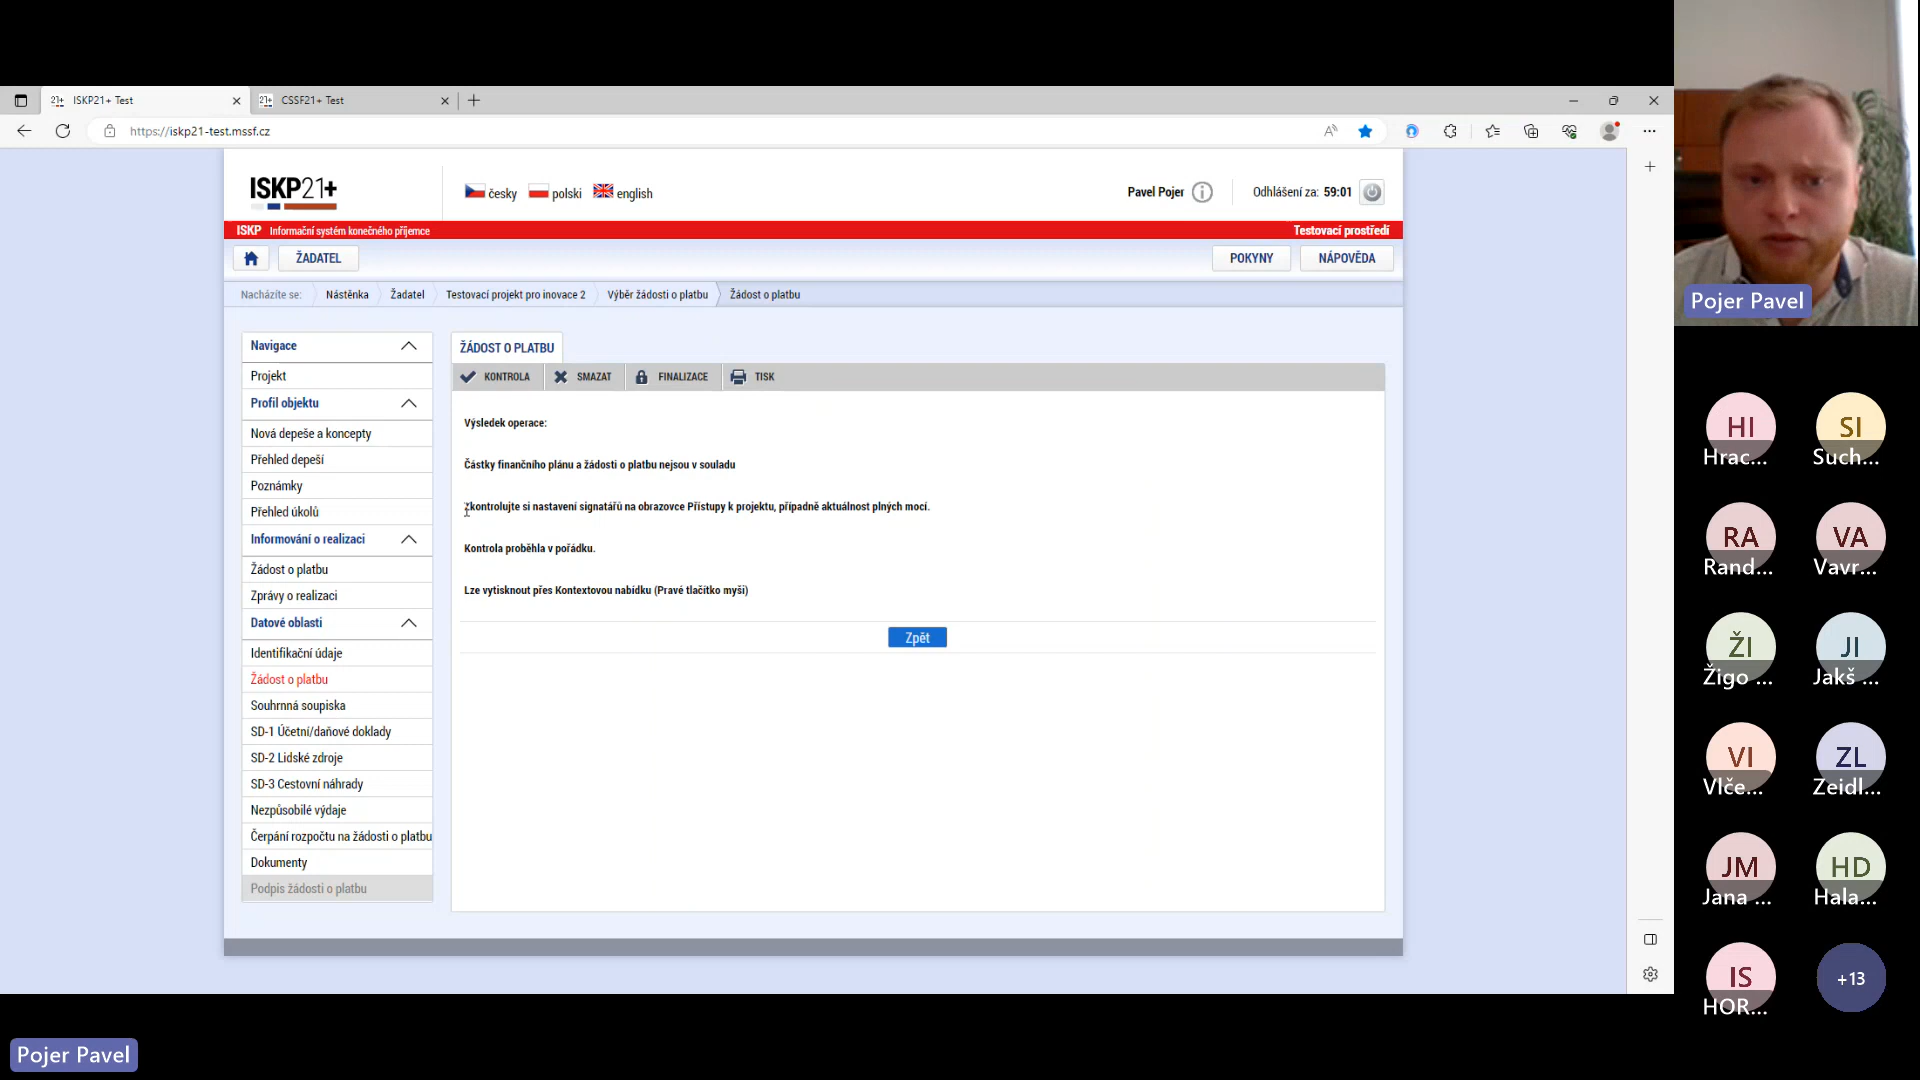 ISKP21+ Test
CSSF21+ Test
https://iskp21-test.mssf.cz
ISKP21+
česky
polski
english
Pavel Pojer
Odhlášení za: 59:01
ISKP Informační systém konečného příjemce
Testovací prostředí
ŽADATEL
POKYNY
NÁPOVĚDA
Nacházíte se: Nástěnka Žadatel Testovací projekt pro inovace 2 Výběr žádosti o platbu Žádost o platbu
Navigace
Projekt
Profil objektu
Nová depeše a koncepty
Přehled depeší
Poznámky
Přehled úkolů
Informování o realizaci
Žádost o platbu
Zprávy o realizaci
Datové oblasti
Identifikační údaje
Žádost o platbu
Souhrnná soupiska
SD-1 Účetní/daňové doklady
SD-2 Lidské zdroje
SD-3 Cestovní náhrady
Nezpůsobilé výdaje
Čerpání rozpočtu na žádosti o platbu
Dokumenty
Podpis žádosti o platbu
ŽÁDOST O PLATBU
KONTROLA
SMAZAT
FINALIZACE
TISK
Výsledek operace:
Částky finančního plánu a žádosti o platbu nejsou v souladu
Zkontrolujte si nastavení signatářů na obrazovce Přístupy k projektu, případně aktuálnost plných mocí.
Kontrola proběhla v pořádku.
Lze vytisknout přes Kontextovou nabídku (Pravé tlačítko myši)
Zpět
Pojer Pavel
HI
Hrac...
SI
Such...
RA
Rand...
VA
Vavr...
ŽI
Žigo ...
JI
Jakš ...
VI
Vlče...
ZL
Zeidl...
JM
Jana ...
HD
Hala...
IS
HOR...
+13
Pojer Pavel